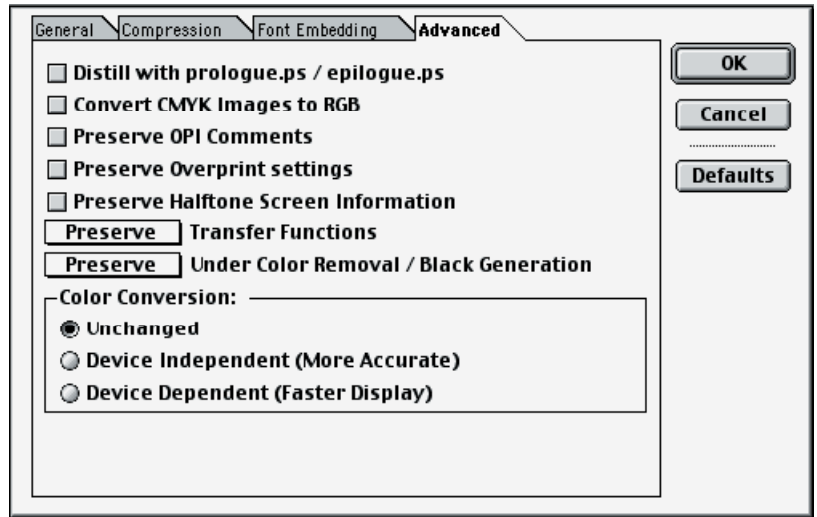 General Compression Font Embedding Advanced
Distill with prologue.ps / epilogue.ps
Convert CMYK Images to RGB
Preserve OPI Comments
Preserve Overprint settings
Preserve Halftone Screen Information
Preserve Transfer Functions
Preserve Under Color Removal / Black Generation
Color Conversion:
Unchanged
Device Independent (More Accurate)
Device Dependent (Faster Display)
OK
Cancel
Defaults